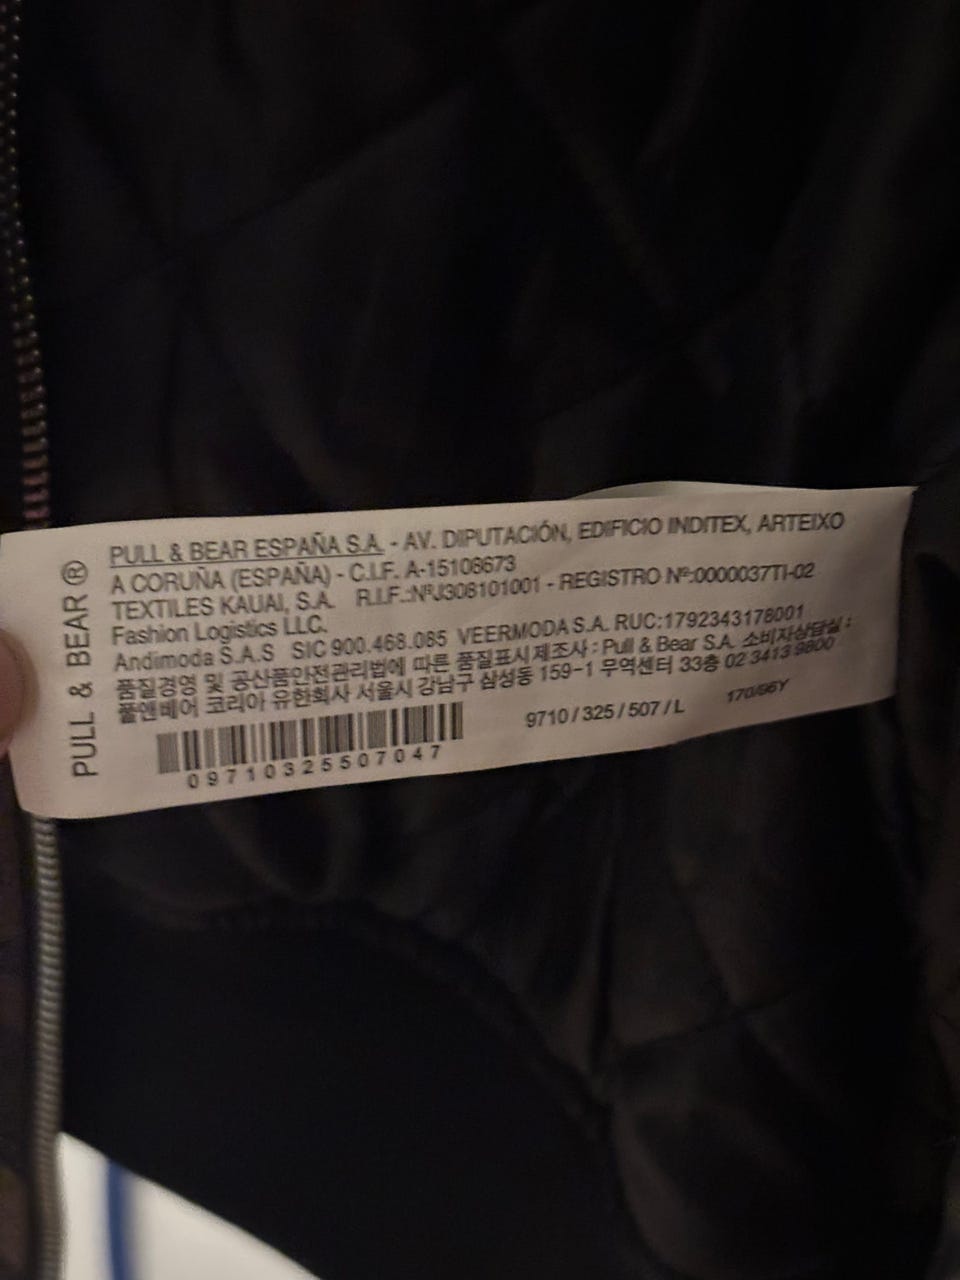 PULL & BEAR ®
PULL & BEAR ESPAÑA S.A. - AV. DIPUTACIÓN, EDIFICIO INDITEX, ARTEIXO
A CORUÑA (ESPAÑA) - C.I.F. A-15106673
TEXTILES KAUAI, S.A. R.I.F.:NºJ308101001 - REGISTRO Nº:0000037TI-02
Fashion Logistics LLC.
Andimoda S.A.S SIC 900.468.085 VEERMODA S.A. RUC:1792343178001
품질경영 및 공산품안전관리법에 따른 품질표시 제조사 : Pull & Bear S.A. 소비자상담실 :
풀앤베어 코리아 유한회사 서울시 강남구 삼성동 159-1 무역센터 33층 02 3413 9800
09710325507047
9710 / 325 / 507 / L